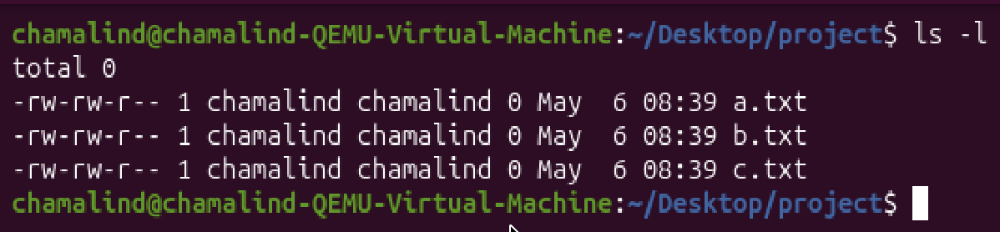 chamalind@chamalind-QEMU-Virtual-Machine:~/Desktop/project$ ls -l
total 0
-rw-rw-r-- 1 chamalind chamalind 0 May  6 08:39 a.txt
-rw-rw-r-- 1 chamalind chamalind 0 May  6 08:39 b.txt
-rw-rw-r-- 1 chamalind chamalind 0 May  6 08:39 c.txt
chamalind@chamalind-QEMU-Virtual-Machine:~/Desktop/project$